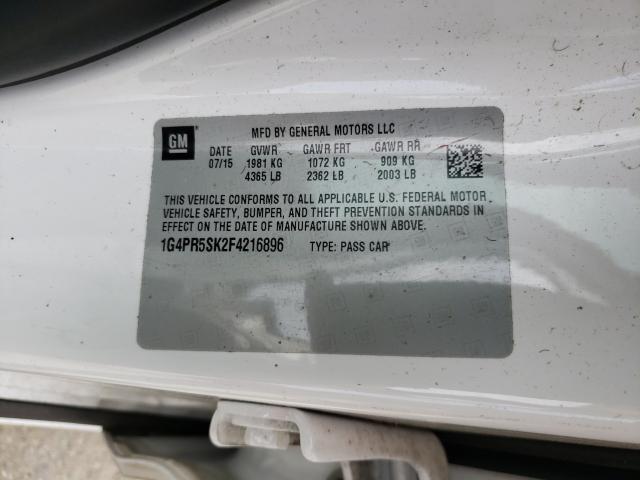 GM
MFD BY GENERAL MOTORS LLC
DATE GVWR GAWR FRT GAWR RR
07/15 1981 KG 1072 KG 909 KG
4365 LB 2362 LB 2003 LB
THIS VEHICLE CONFORMS TO ALL APPLICABLE U.S. FEDERAL MOTOR
VEHICLE SAFETY, BUMPER, AND THEFT PREVENTION STANDARDS IN
EFFECT ON THE DATE OF MANUFACTURE SHOWN ABOVE.
1G4PR5SK2F4216896 TYPE: PASS CAR